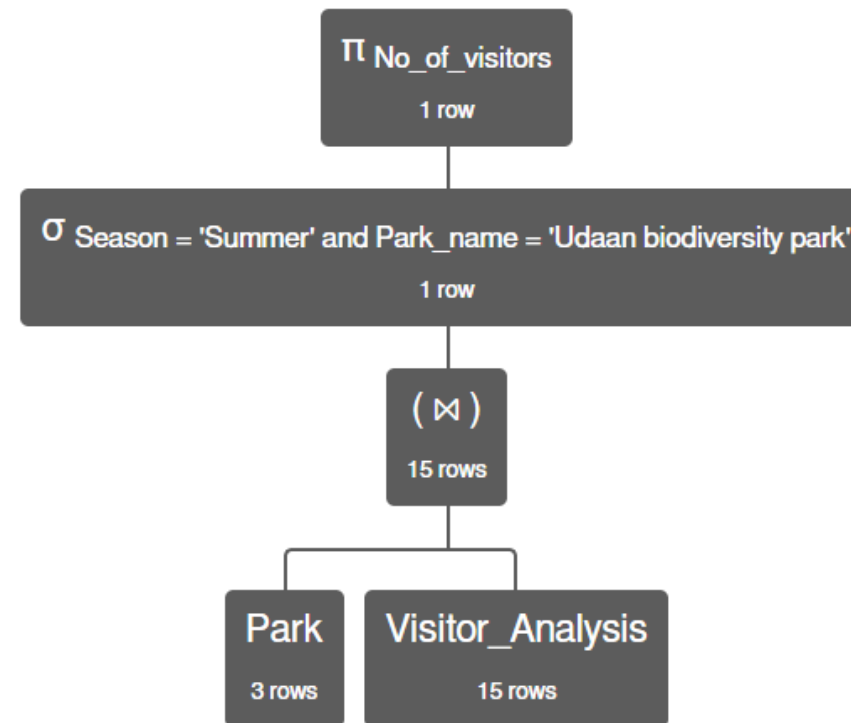 π No_of_visitors
1 row
σ Season = 'Summer' and Park_name = 'Udaan biodiversity park'
1 row
( ⋈ )
15 rows
Park
3 rows
Visitor_Analysis
15 rows